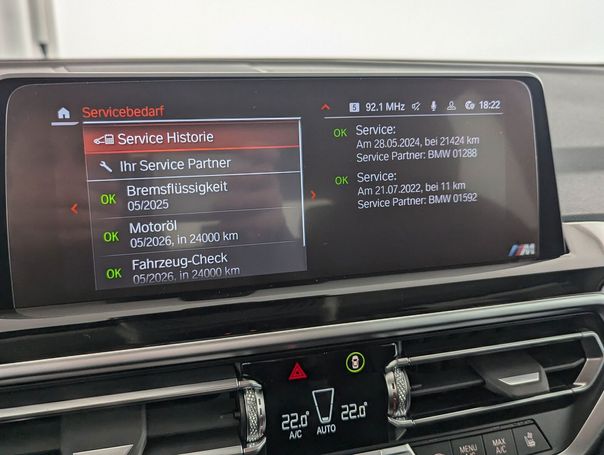 Servicebedarf
5 92.1 MHz 18:22
Service Historie
Ihr Service Partner
OK Bremsflüssigkeit
05/2025
OK Motoröl
05/2026, in 24000 km
OK Fahrzeug-Check
05/2026, in 24000 km
OK Service:
Am 28.05.2024, bei 21424 km
Service Partner: BMW 01288
OK Service:
Am 21.07.2022, bei 11 km
Service Partner: BMW 01592
M
22.0 22.0
A/C AUTO
MENU
MAX
A/C